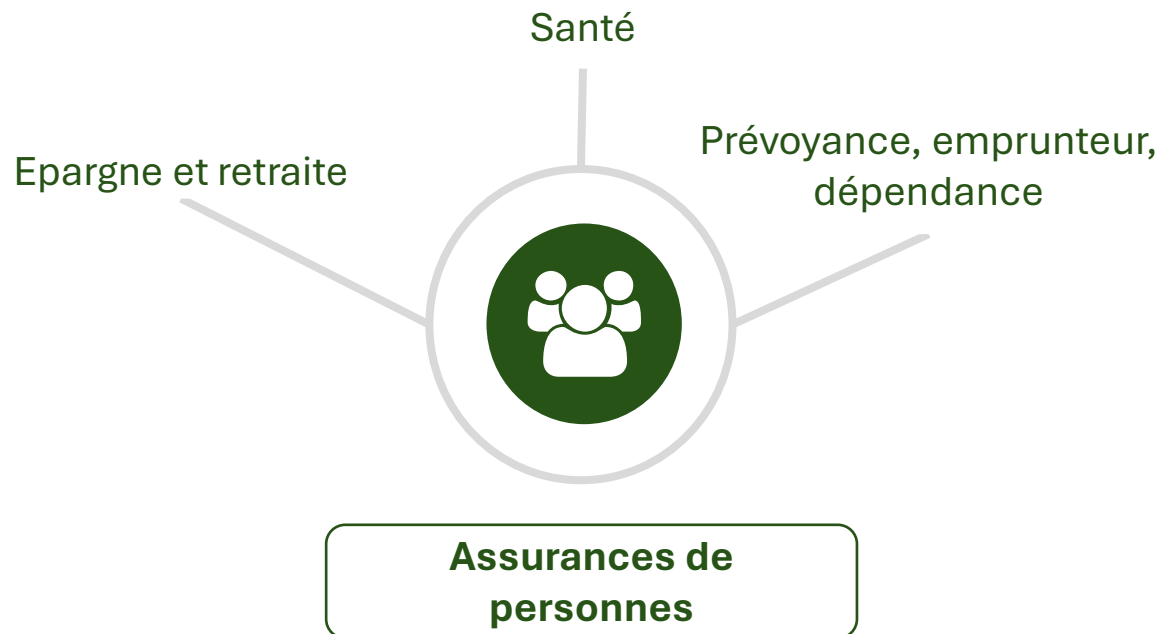 Santé
Epargne et retraite
Prévoyance, emprunteur,
dépendance
Assurances de
personnes